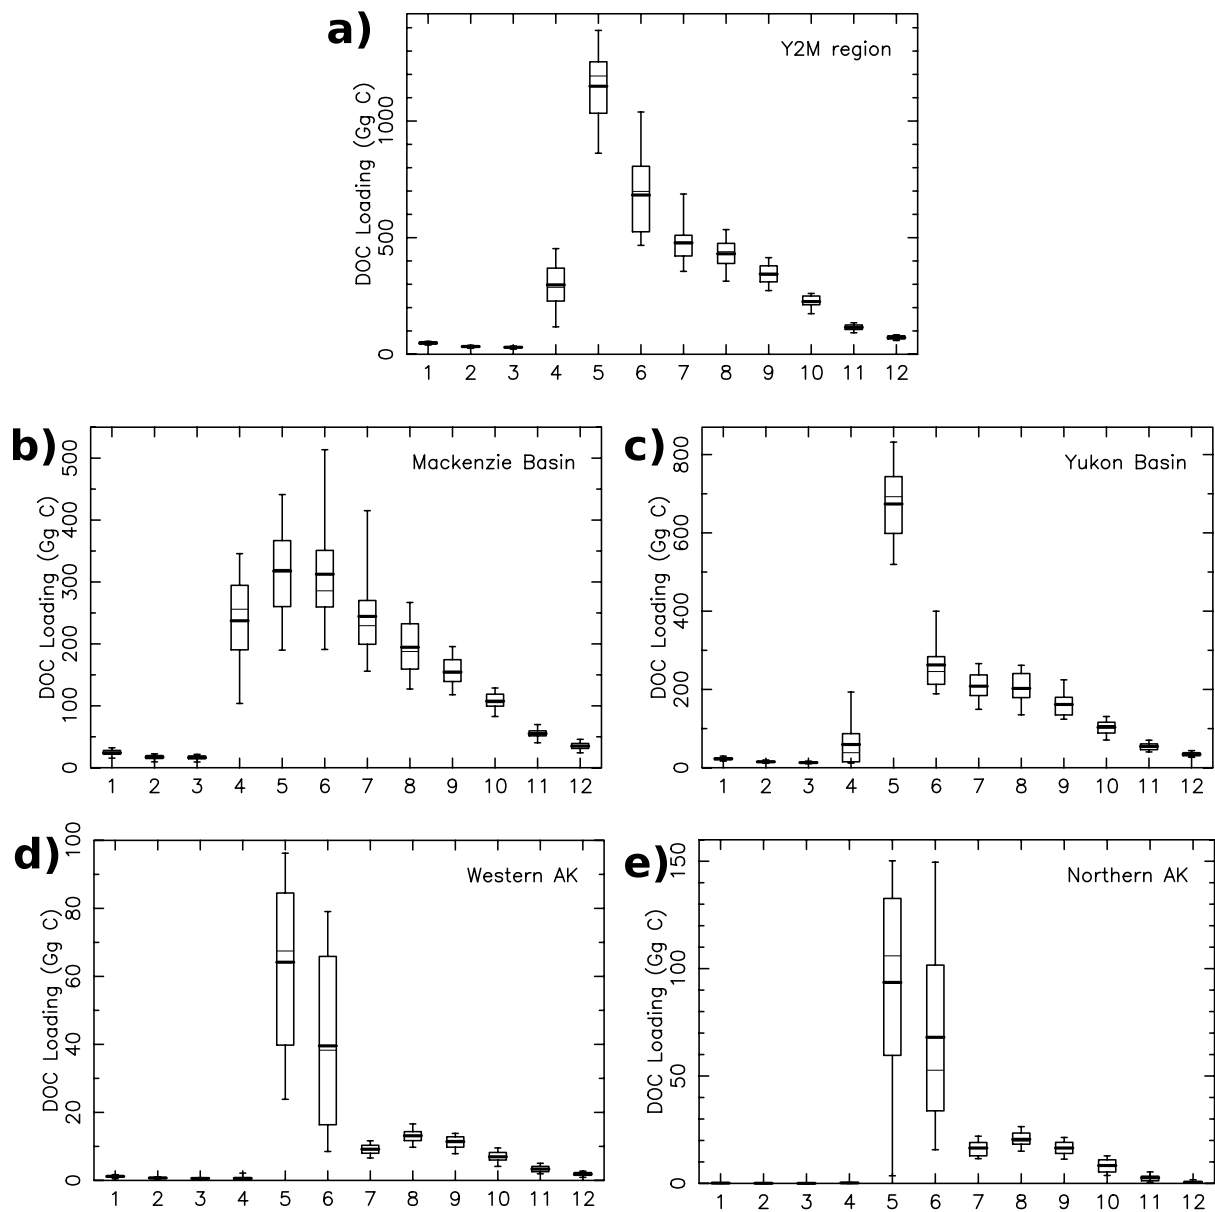 a)
Y2M region
DOC Loading (Gg C)
1000
500
0
1 2 3 4 5 6 7 8 9 10 11 12
b)
Mackenzie Basin
DOC Loading (Gg C)
500
400
300
200
100
0
1 2 3 4 5 6 7 8 9 10 11 12
c)
Yukon Basin
DOC Loading (Gg C)
800
600
400
200
0
1 2 3 4 5 6 7 8 9 10 11 12
d)
Western AK
DOC Loading (Gg C)
100
80
60
40
20
0
1 2 3 4 5 6 7 8 9 10 11 12
e)
Northern AK
DOC Loading (Gg C)
150
100
50
0
1 2 3 4 5 6 7 8 9 10 11 12